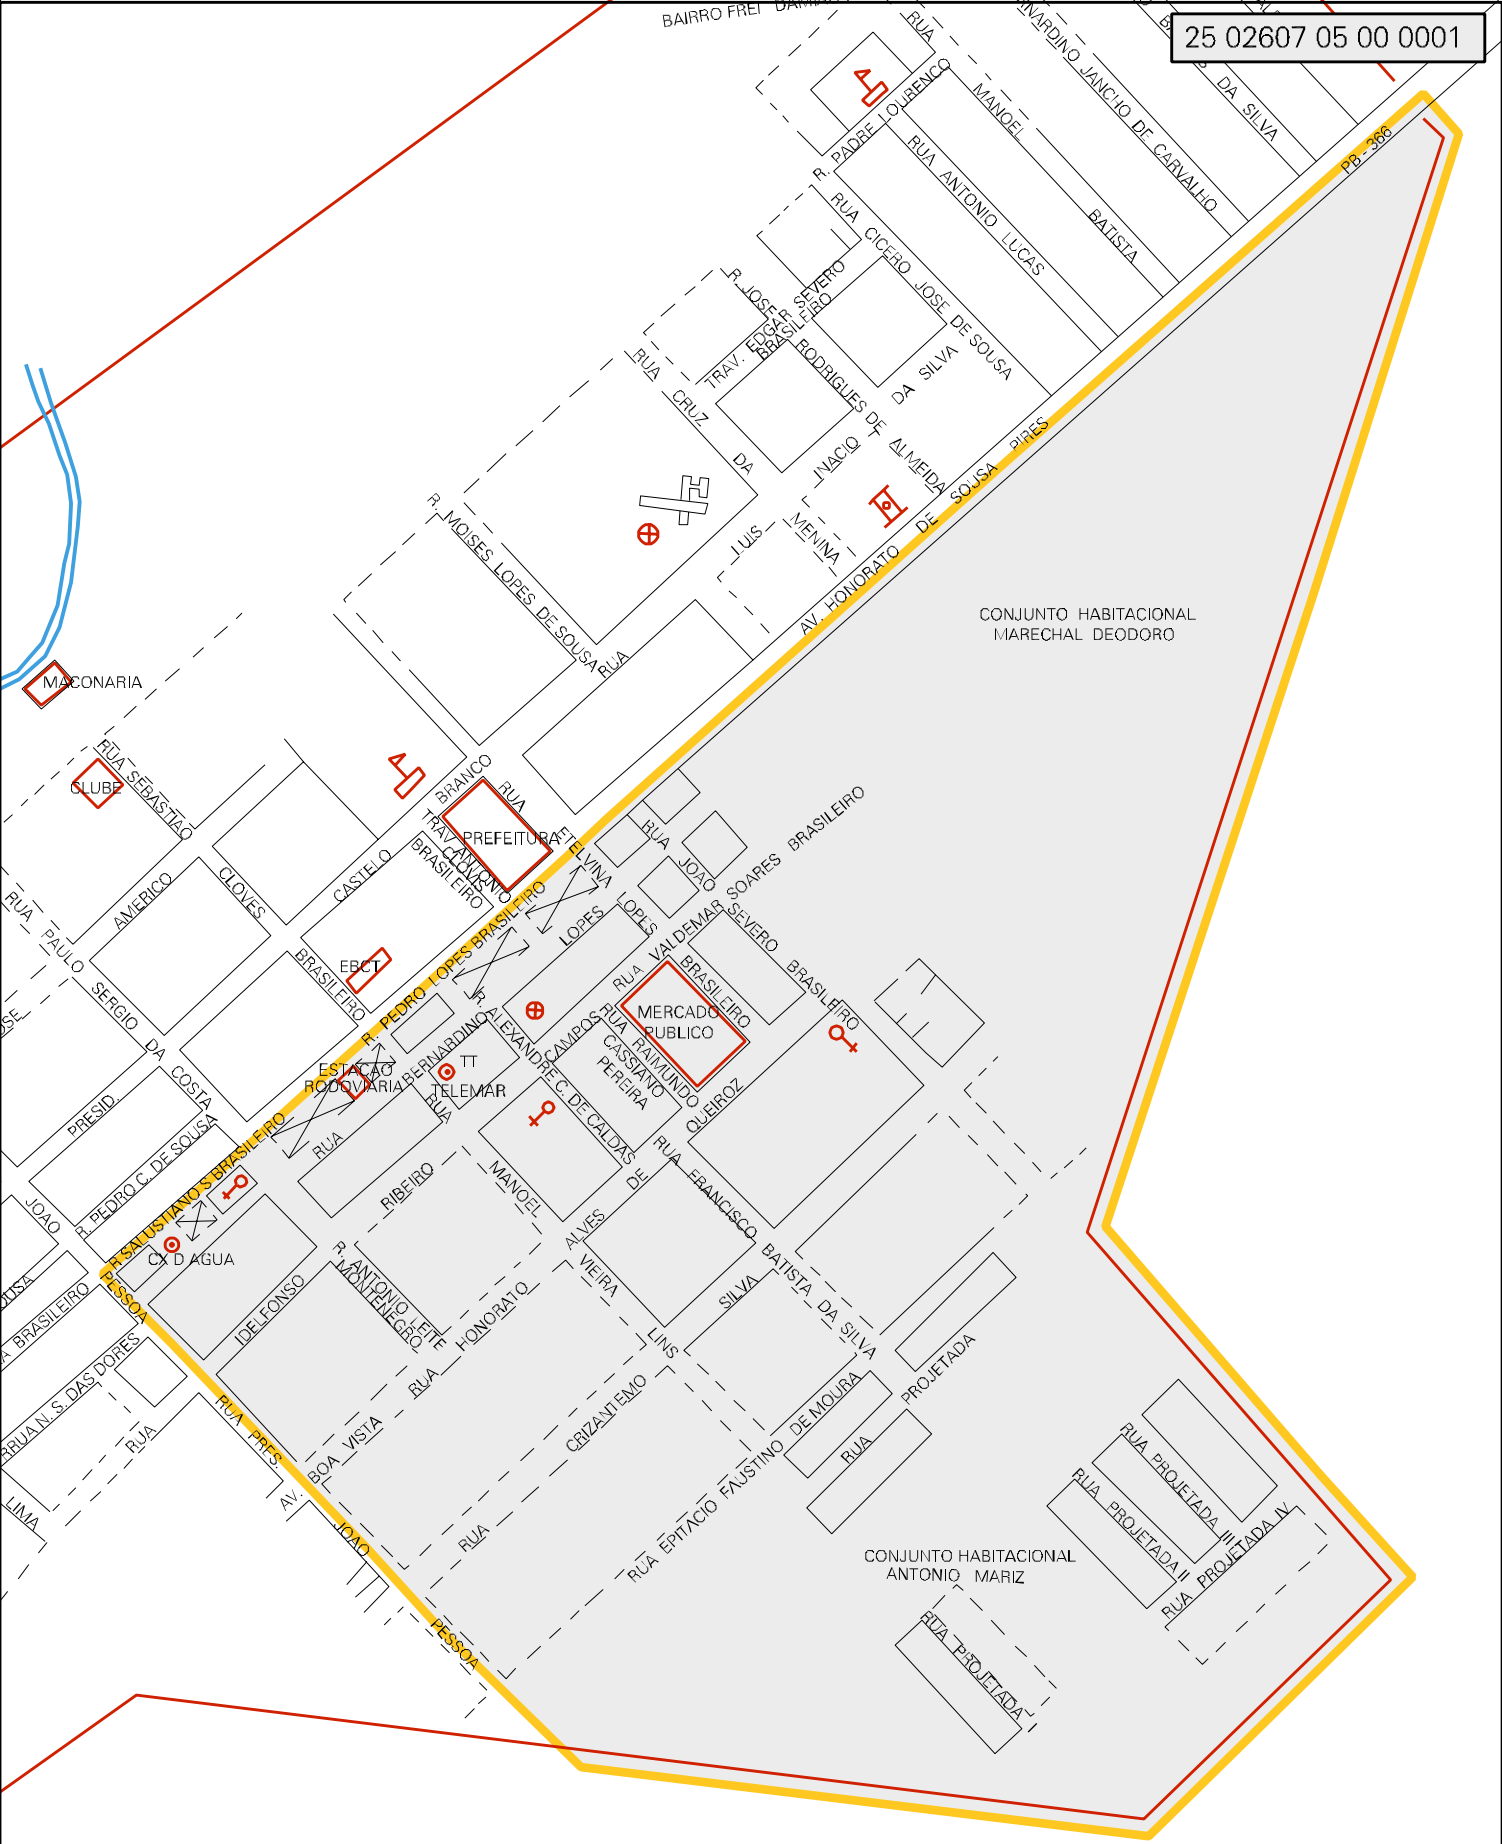 BAIRRO FREI DAMIAO
25 02607 05 00 0001
RUA
JANCHO DE CARVALHO
DA SILVA
MANOEL
BATISTA
R. PADRE LOURENCO
RUA ANTONIO LUCAS
PB - 366
RUA CICERO JOSE DE SOUSA
R. JOSE
RODRIGUES DE ALMEIDA
TRAV. EDGAR SEVERO
BRASILEIRO
RUA CRUZ DA
MENINA
LUIS INACIO DA SILVA
R. MOISES LOPES DE SOUSA
AV. HONORATO DE SOUSA PIRES
CONJUNTO HABITACIONAL
MARECHAL DEODORO
MACONARIA
CLUBE
RUA SEBASTIAO
CLOVES
BRASILEIRO
RUA CASTELO BRANCO
PREFEITURA
TRAV. ANTONIO
CLOVIS
BRASILEIRO
RUA ETELVINA LOPES
RUA JOAO
SEVERO BRASILEIRO
RUA VALDEMAR SOARES BRASILEIRO
PRESID.
AMERICO
EBCT
RUA PAULO SERGIO DA COSTA
R. PEDRO LOPES BRASILEIRO
RUA BERNARDINO LOPES
R. ALEXANDRE C. DE CALDAS
MERCADO
PUBLICO
BRASILEIRO
RUA RAIMUNDO
CASSIANO
PEREIRA
RIBEIRO CAMPOS
ESTACAO
RODOVIARIA
TT
TELEMAR
RUA MANOEL
VIEIRA LINS
R. PEDRO C. DE SOUSA
R SALUSTIANO S BRASILEIRO
JOAO
PESSOA
CX D AGUA
IDELFONSO
R. ANTONIO LEITE
MONTENEGRO
ALVES DE QUEIROZ
RUA FRANCISCO BATISTA DA SILVA
RUA HONORATO
SILVA
BRASILEIRO
RUA N. S. DAS DORES
RUA
LIMA
RUA PRES. JOAO PESSOA
AV. BOA VISTA
RUA CRIZANTEMO
RUA EPITACIO FAUSTINO DE MOURA
RUA PROJETADA
CONJUNTO HABITACIONAL
ANTONIO MARIZ
RUA PROJETADA III
RUA PROJETADA II
RUA PROJETADA IV
RUA PROJETADA